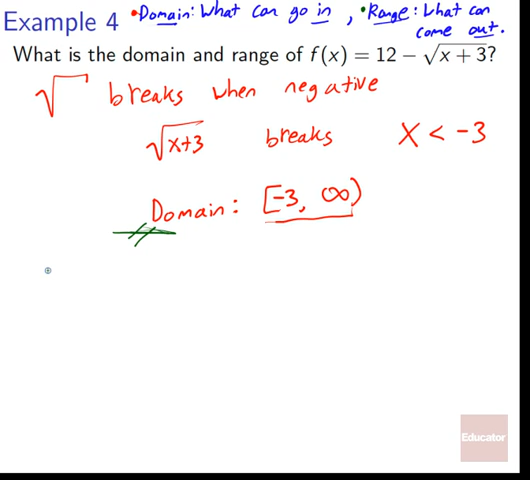 Example 4 •Domain: What can go in, •Range: What can come out.
What is the domain and range of f(x) = 12 − √x + 3?
√ breaks when negative
√x+3 breaks x < -3
Domain: [-3, ∞)
Educator